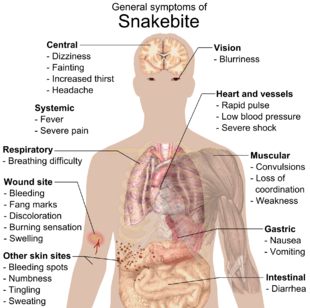 General symptoms of
Snakebite
Central
- Dizziness
- Fainting
- Increased thirst
- Headache
Vision
- Blurriness
Systemic
- Fever
- Severe pain
Heart and vessels
- Rapid pulse
- Low blood pressure
- Severe shock
Respiratory
- Breathing difficulty
Muscular
- Convulsions
- Loss of
coordination
- Weakness
Wound site
- Bleeding
- Fang marks
- Discoloration
- Burning sensation
- Swelling
Gastric
- Nausea
- Vomiting
Other skin sites
- Bleeding spots
- Numbness
- Tingling
- Sweating
Intestinal
- Diarrhea